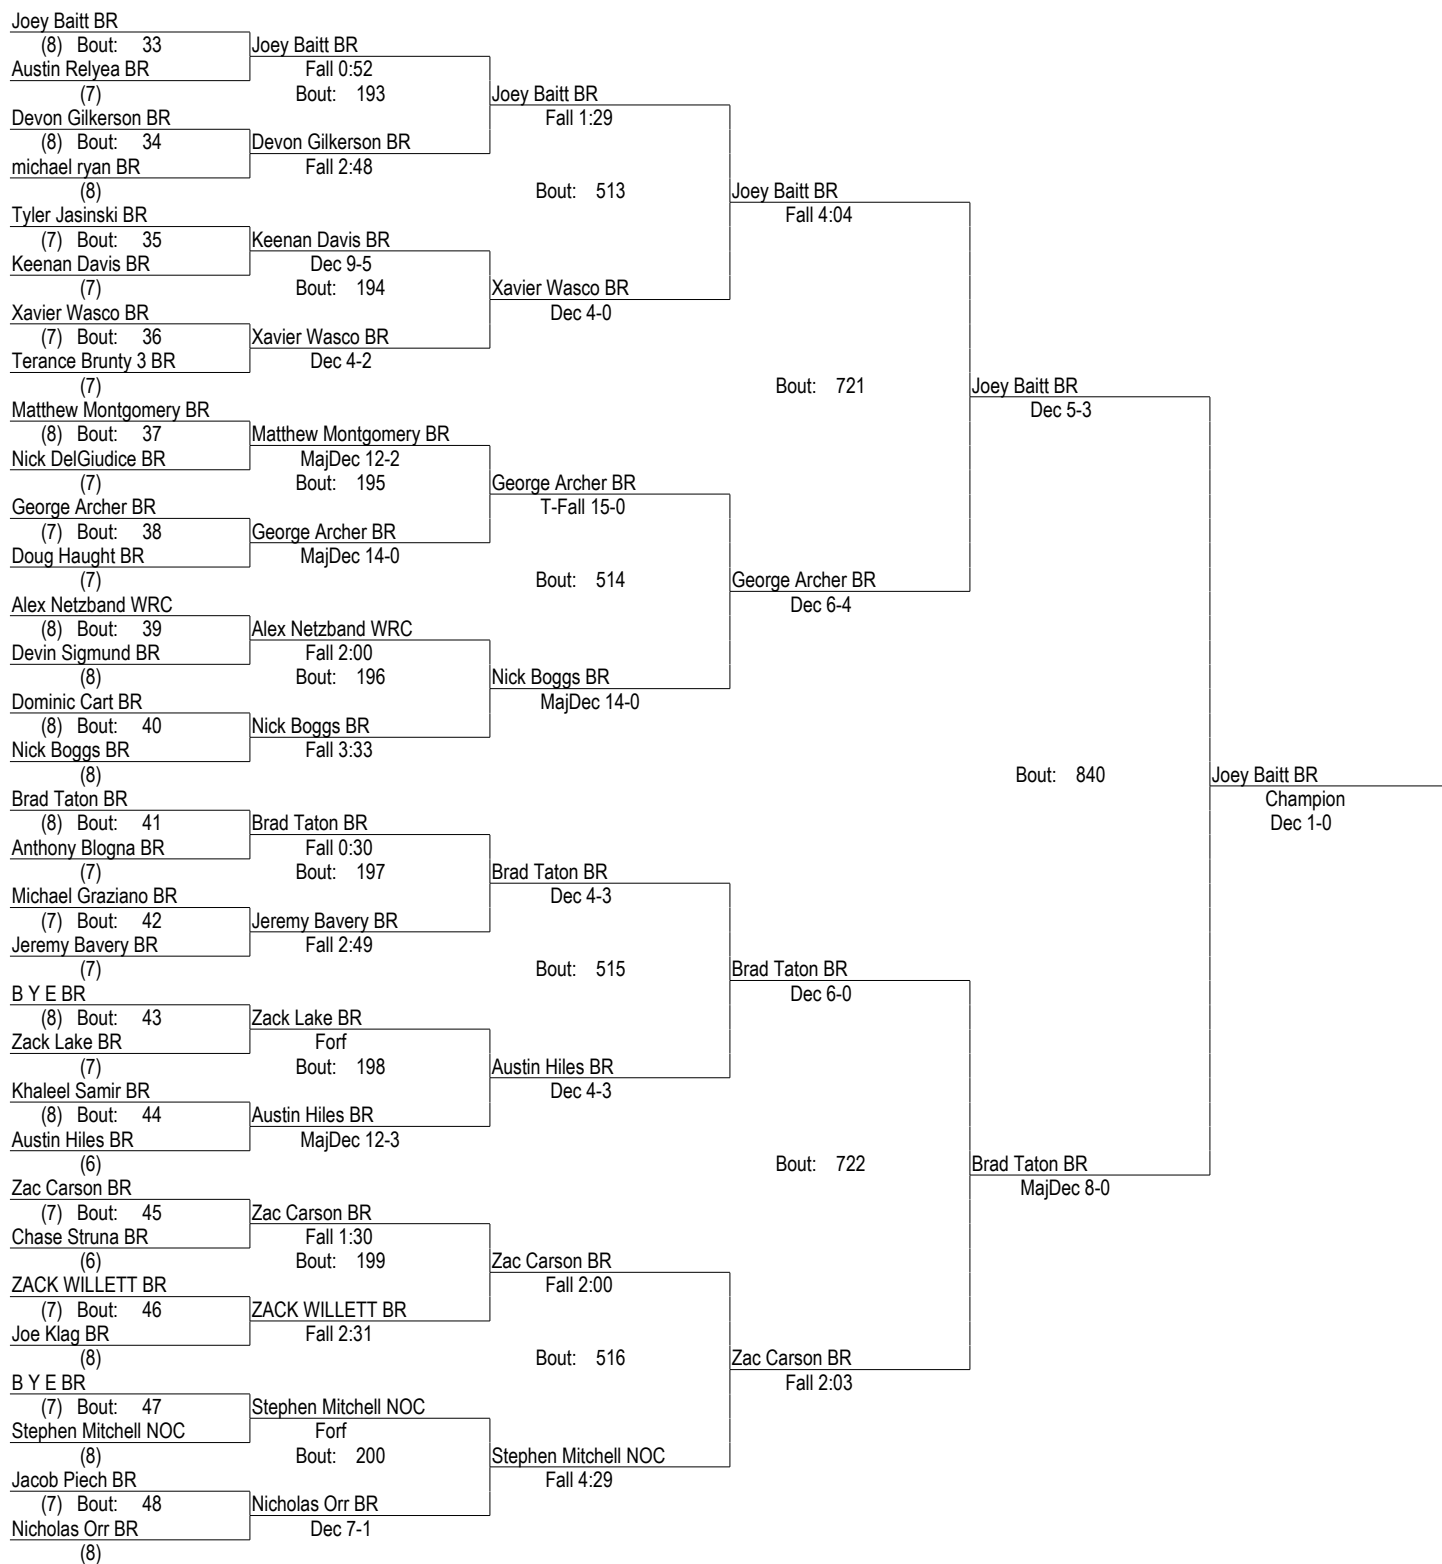 Joey Baitt BR
(8) Bout: 33
Austin Relyea BR
(7)
Devon Gilkerson BR
(8) Bout: 34
michael ryan BR
(8)
Tyler Jasinski BR
(7) Bout: 35
Keenan Davis BR
(7)
Xavier Wasco BR
(7) Bout: 36
Terance Brunty 3 BR
(7)
Matthew Montgomery BR
(8) Bout: 37
Nick DelGiudice BR
(7)
George Archer BR
(7) Bout: 38
Doug Haught BR
(7)
Alex Netzband WRC
(8) Bout: 39
Devin Sigmund BR
(8)
Dominic Cart BR
(8) Bout: 40
Nick Boggs BR
(8)
Brad Taton BR
(8) Bout: 41
Anthony Blogna BR
(7)
Michael Graziano BR
(7) Bout: 42
Jeremy Bavery BR
(7)
B Y E BR
(8) Bout: 43
Zack Lake BR
(7)
Khaleel Samir BR
(8) Bout: 44
Austin Hiles BR
(6)
Zac Carson BR
(7) Bout: 45
Chase Struna BR
(6)
ZACK WILLETT BR
(7) Bout: 46
Joe Klag BR
(8)
B Y E BR
(7) Bout: 47
Stephen Mitchell NOC
(8)
Jacob Piech BR
(7) Bout: 48
Nicholas Orr BR
(8)
Joey Baitt BR
Fall 0:52
Bout: 193
Devon Gilkerson BR
Fall 2:48
Keenan Davis BR
Dec 9-5
Bout: 194
Xavier Wasco BR
Dec 4-2
Matthew Montgomery BR
MajDec 12-2
Bout: 195
George Archer BR
MajDec 14-0
Alex Netzband WRC
Fall 2:00
Bout: 196
Nick Boggs BR
Fall 3:33
Brad Taton BR
Fall 0:30
Bout: 197
Jeremy Bavery BR
Fall 2:49
Zack Lake BR
Forf
Bout: 198
Austin Hiles BR
MajDec 12-3
Zac Carson BR
Fall 1:30
Bout: 199
ZACK WILLETT BR
Fall 2:31
Stephen Mitchell NOC
Forf
Bout: 200
Nicholas Orr BR
Dec 7-1
Joey Baitt BR
Fall 1:29
Bout: 513
Xavier Wasco BR
Dec 4-0
George Archer BR
T-Fall 15-0
Bout: 514
Nick Boggs BR
MajDec 14-0
Brad Taton BR
Dec 4-3
Bout: 515
Austin Hiles BR
Dec 4-3
Zac Carson BR
Fall 2:00
Bout: 516
Stephen Mitchell NOC
Fall 4:29
Joey Baitt BR
Fall 4:04
Bout: 721
George Archer BR
Dec 6-4
Brad Taton BR
Dec 6-0
Bout: 722
Zac Carson BR
Fall 2:03
Joey Baitt BR
Dec 5-3
Bout: 840
Brad Taton BR
MajDec 8-0
Joey Baitt BR
Champion
Dec 1-0